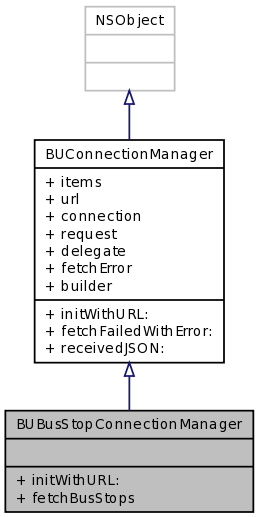 NSObject
BUConnectionManager
+ items
+ url
+ connection
+ request
+ delegate
+ fetchError
+ builder
+ initWithURL:
+ fetchFailedWithError:
+ receivedJSON:
BUBusStopConnectionManager
+ initWithURL:
+ fetchBusStops